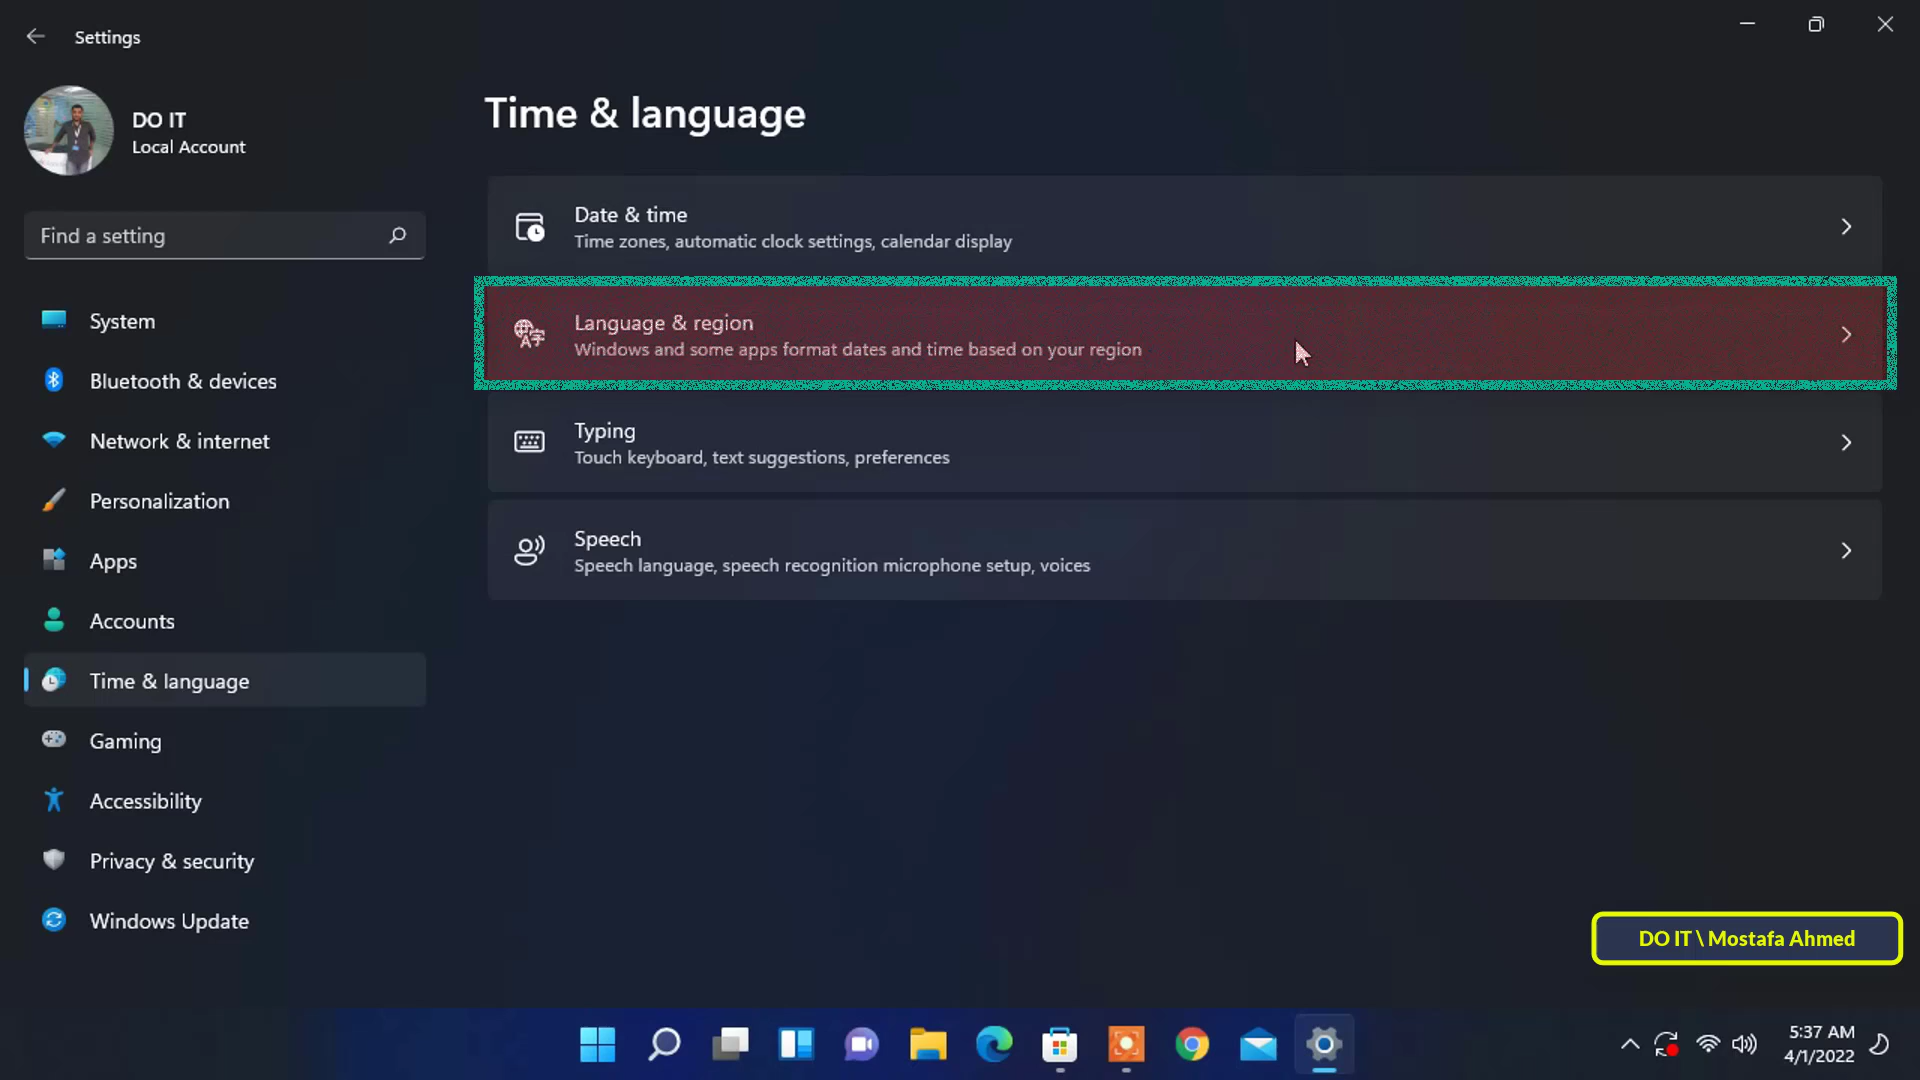 Settings
DO IT
Local Account
Find a setting
System
Bluetooth & devices
Network & internet
Personalization
Apps
Accounts
Time & language
Gaming
Accessibility
Privacy & security
Windows Update
Time & language
Date & time
Time zones, automatic clock settings, calendar display
Language & region
Windows and some apps format dates and time based on your region
Typing
Touch keyboard, text suggestions, preferences
Speech
Speech language, speech recognition microphone setup, voices
DO IT \ Mostafa Ahmed
5:37 AM
4/1/2022